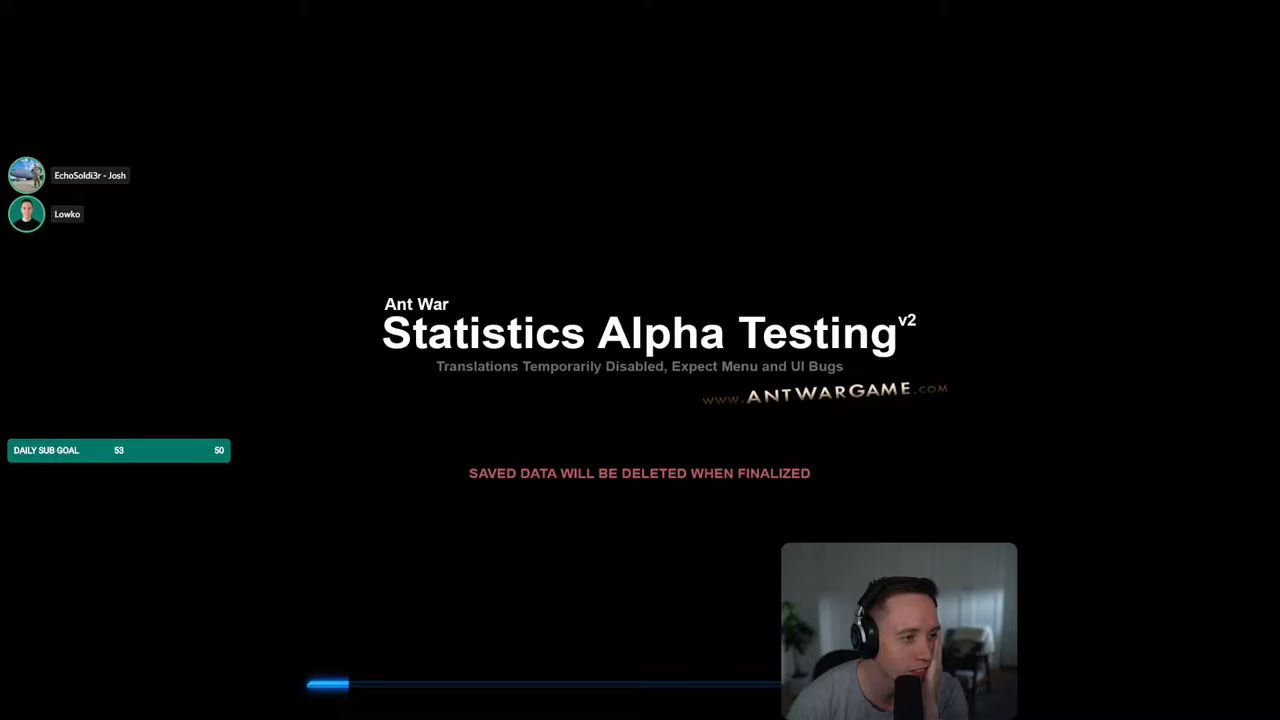 EchoSoldi3r - Josh
Lowko
Ant War
Statistics Alpha Testing v2
Translations Temporarily Disabled, Expect Menu and UI Bugs
WWW.ANTWARGAME.COM
DAILY SUB GOAL 53 50
SAVED DATA WILL BE DELETED WHEN FINALIZED